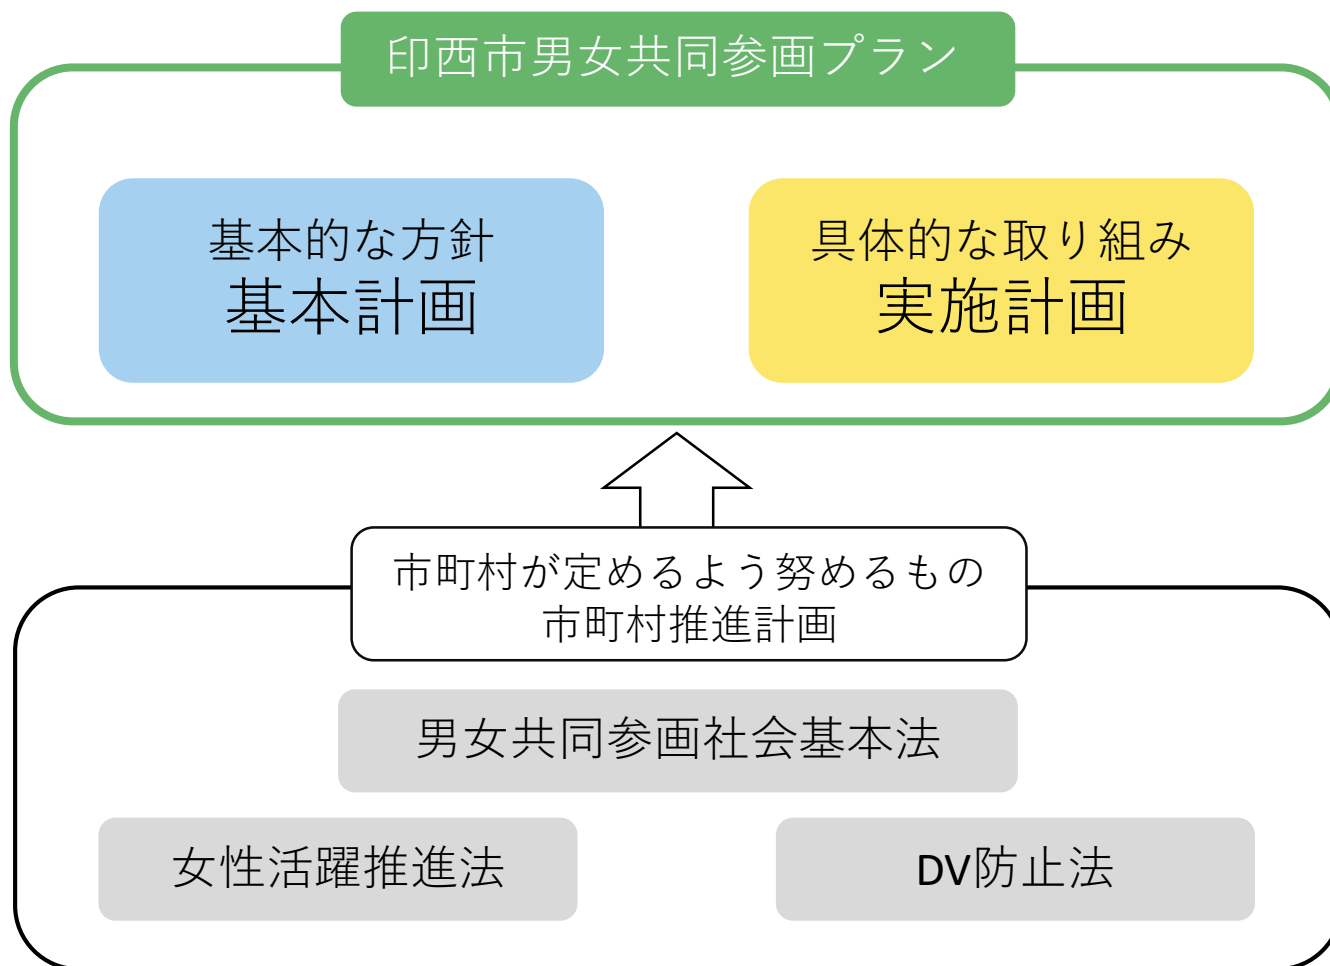 印西市男女共同参画プラン
基本的な方針
基本計画
具体的な取り組み
実施計画
市町村が定めるよう努めるもの
市町村推進計画
男女共同参画社会基本法
女性活躍推進法
DV防止法